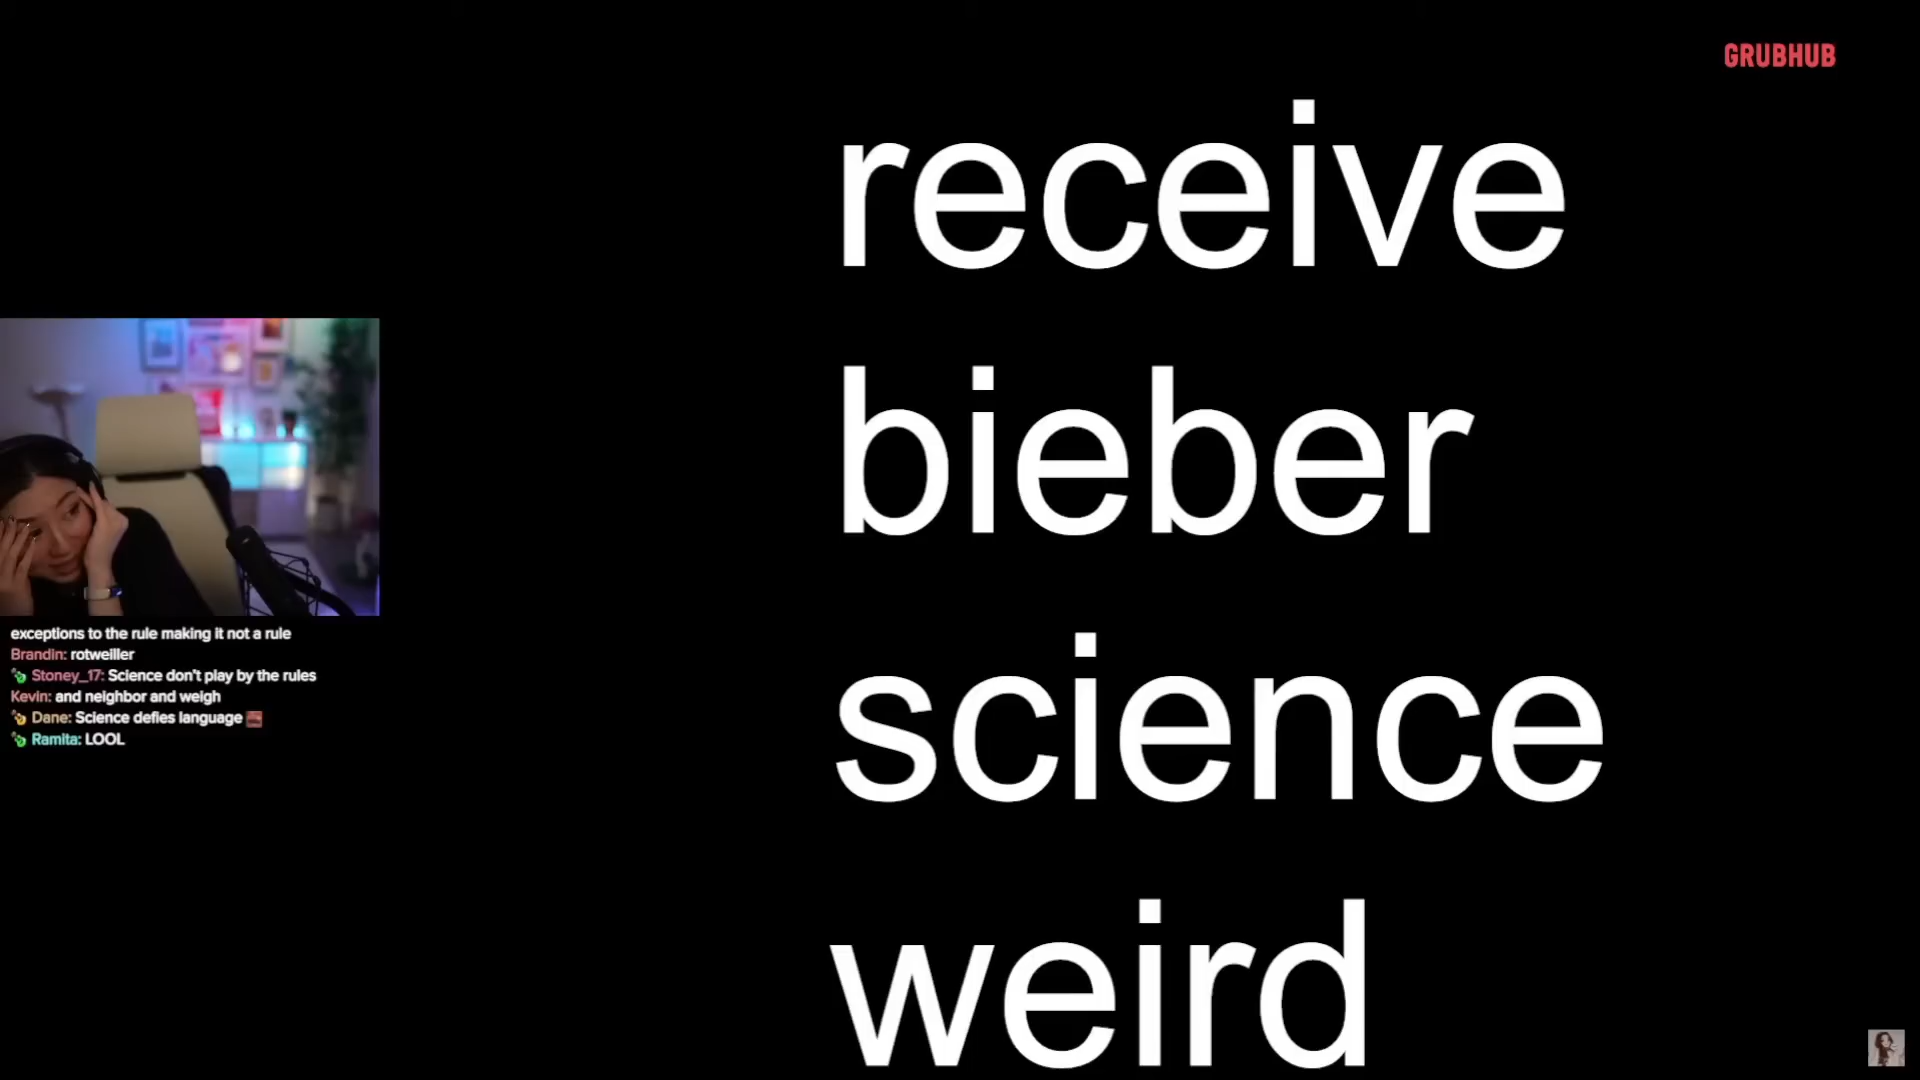 GRUBHUB
receive
bieber
science
weird
exceptions to the rule making it not a rule
Brandin: rotweiller
Stoney_17: Science don't play by the rules
Kevin: and neighbor and weigh
Dane: Science defies language
Ramita: LOOL